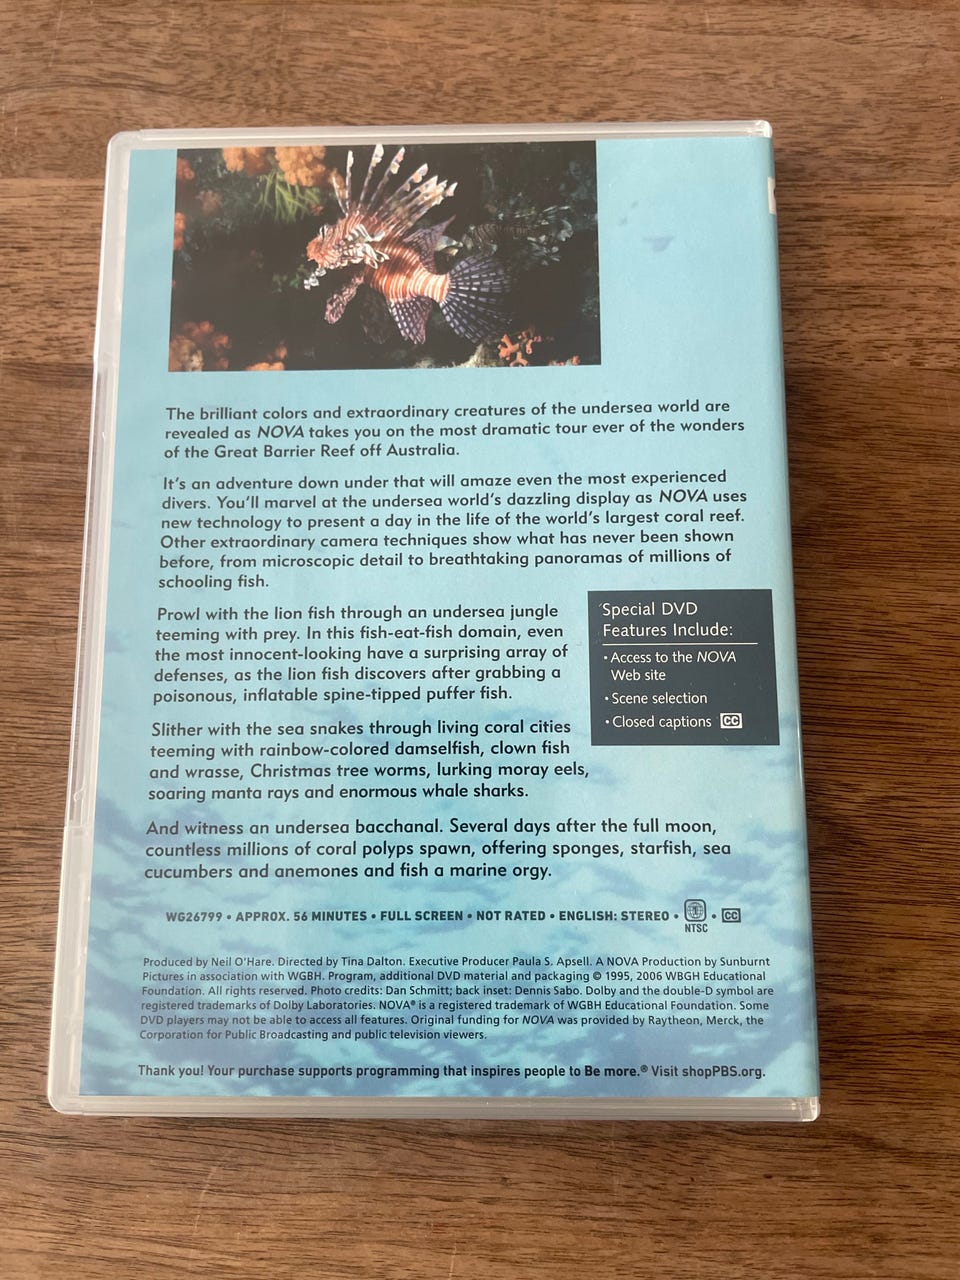 The brilliant colors and extraordinary creatures of the undersea world are
revealed as NOVA takes you on the most dramatic tour ever of the wonders
of the Great Barrier Reef off Australia.
It's an adventure down under that will amaze even the most experienced
divers. You'll marvel at the undersea world's dazzling display as NOVA uses
new technology to present a day in the life of the world's largest coral reef.
Other extraordinary camera techniques show what has never been shown
before, from microscopic detail to breathtaking panoramas of millions of
schooling fish.
Prowl with the lion fish through an undersea jungle
teeming with prey. In this fish-eat-fish domain, even
the most innocent-looking have a surprising array of
defenses, as the lion fish discovers after grabbing a
poisonous, inflatable spine-tipped puffer fish.
Slither with the sea snakes through living coral cities
teeming with rainbow-colored damselfish, clown fish
and wrasse, Christmas tree worms, lurking moray eels,
soaring manta rays and enormous whale sharks.
Special DVD
Features Include:
• Access to the NOVA
Web site
• Scene selection
• Closed captions CC
And witness an undersea bacchanal. Several days after the full moon,
countless millions of coral polyps spawn, offering sponges, starfish, sea
cucumbers and anemones and fish a marine orgy.
WG26799 • APPROX. 56 MINUTES • FULL SCREEN • NOT RATED • ENGLISH: STEREO • 1 • CC
NTSC
Produced by Neil O'Hare. Directed by Tina Dalton. Executive Producer Paula S. Apsell. A NOVA Production by Sunburnt
Pictures in association with WGBH. Program, additional DVD material and packaging © 1995, 2006 WBGH Educational
Foundation. All rights reserved. Photo credits: Dan Schmitt; back inset: Dennis Sabo. Dolby and the double-D symbol are
registered trademarks of Dolby Laboratories. NOVA® is a registered trademark of WGBH Educational Foundation. Some
DVD players may not be able to access all features. Original funding for NOVA was provided by Raytheon, Merck, the
Corporation for Public Broadcasting and public television viewers.
Thank you! Your purchase supports programming that inspires people to Be more.® Visit shopPBS.org.